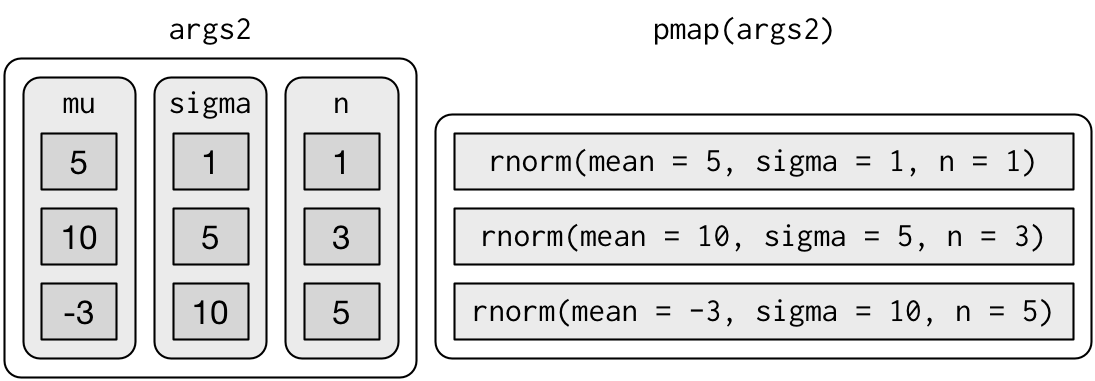 args2
pmap(args2)
mu
sigma
n
5
1
1
rnorm(mean = 5, sigma = 1, n = 1)
10
5
3
rnorm(mean = 10, sigma = 5, n = 3)
-3
10
5
rnorm(mean = −3, sigma = 10, n = 5)